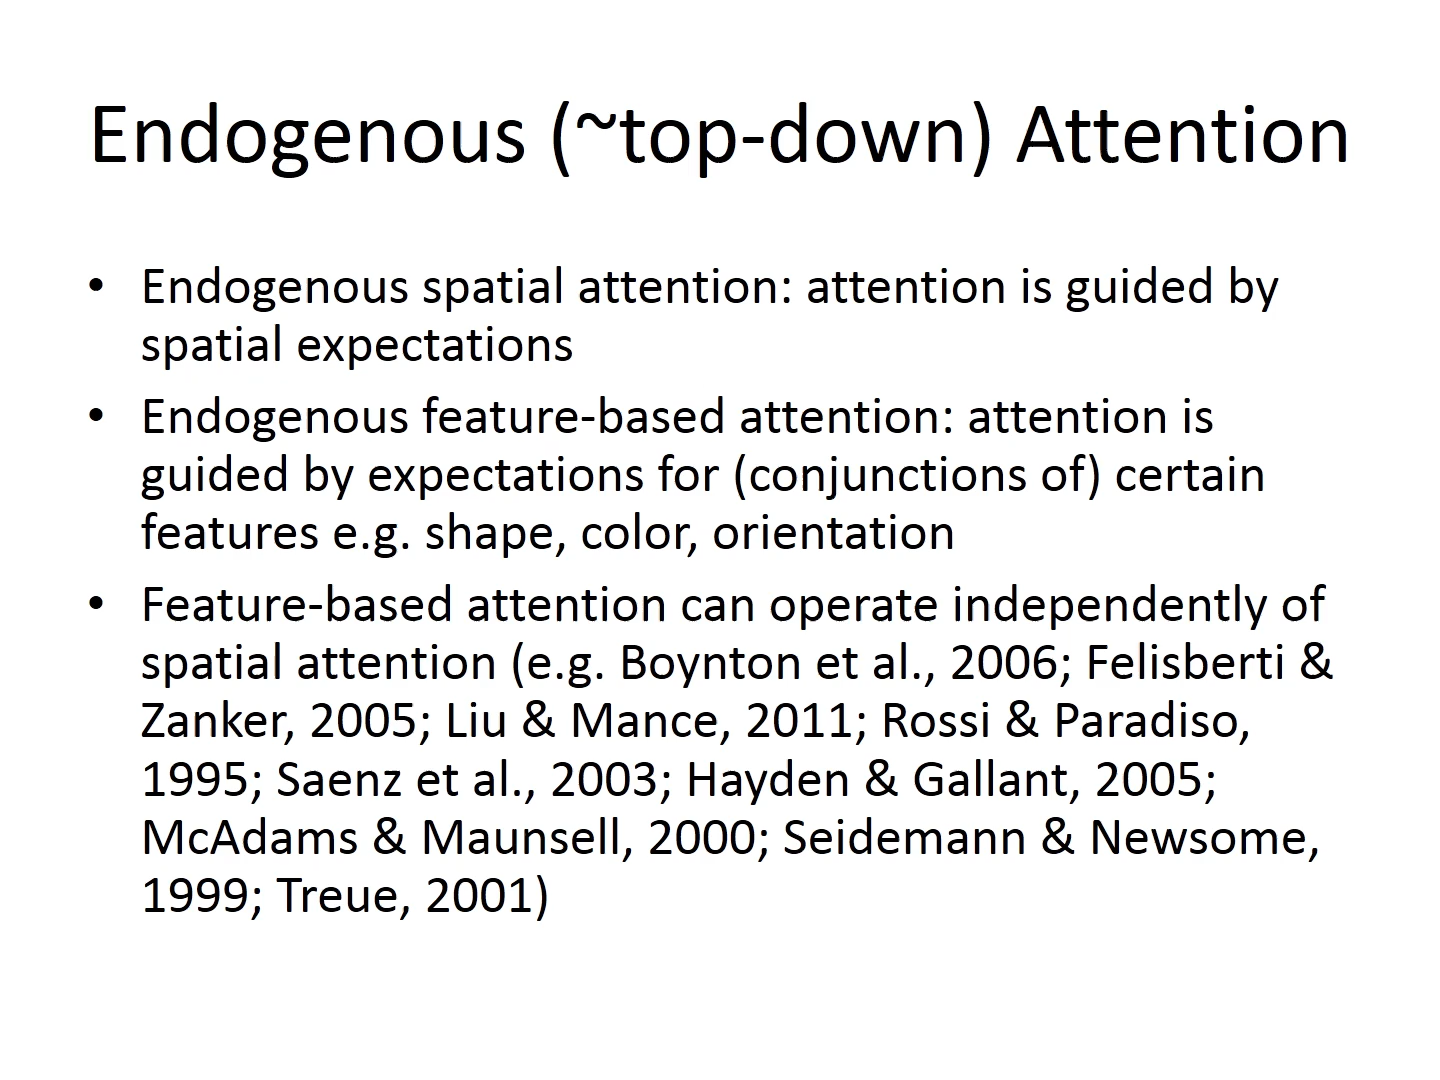 Endogenous (~top-down) Attention
• Endogenous spatial attention: attention is guided by
spatial expectations
• Endogenous feature-based attention: attention is
guided by expectations for (conjunctions of) certain
features e.g. shape, color, orientation
• Feature-based attention can operate independently of
spatial attention (e.g. Boynton et al., 2006; Felisberti &
Zanker, 2005; Liu & Mance, 2011; Rossi & Paradiso,
1995; Saenz et al., 2003; Hayden & Gallant, 2005;
McAdams & Maunsell, 2000; Seidemann & Newsome,
1999; Treue, 2001)